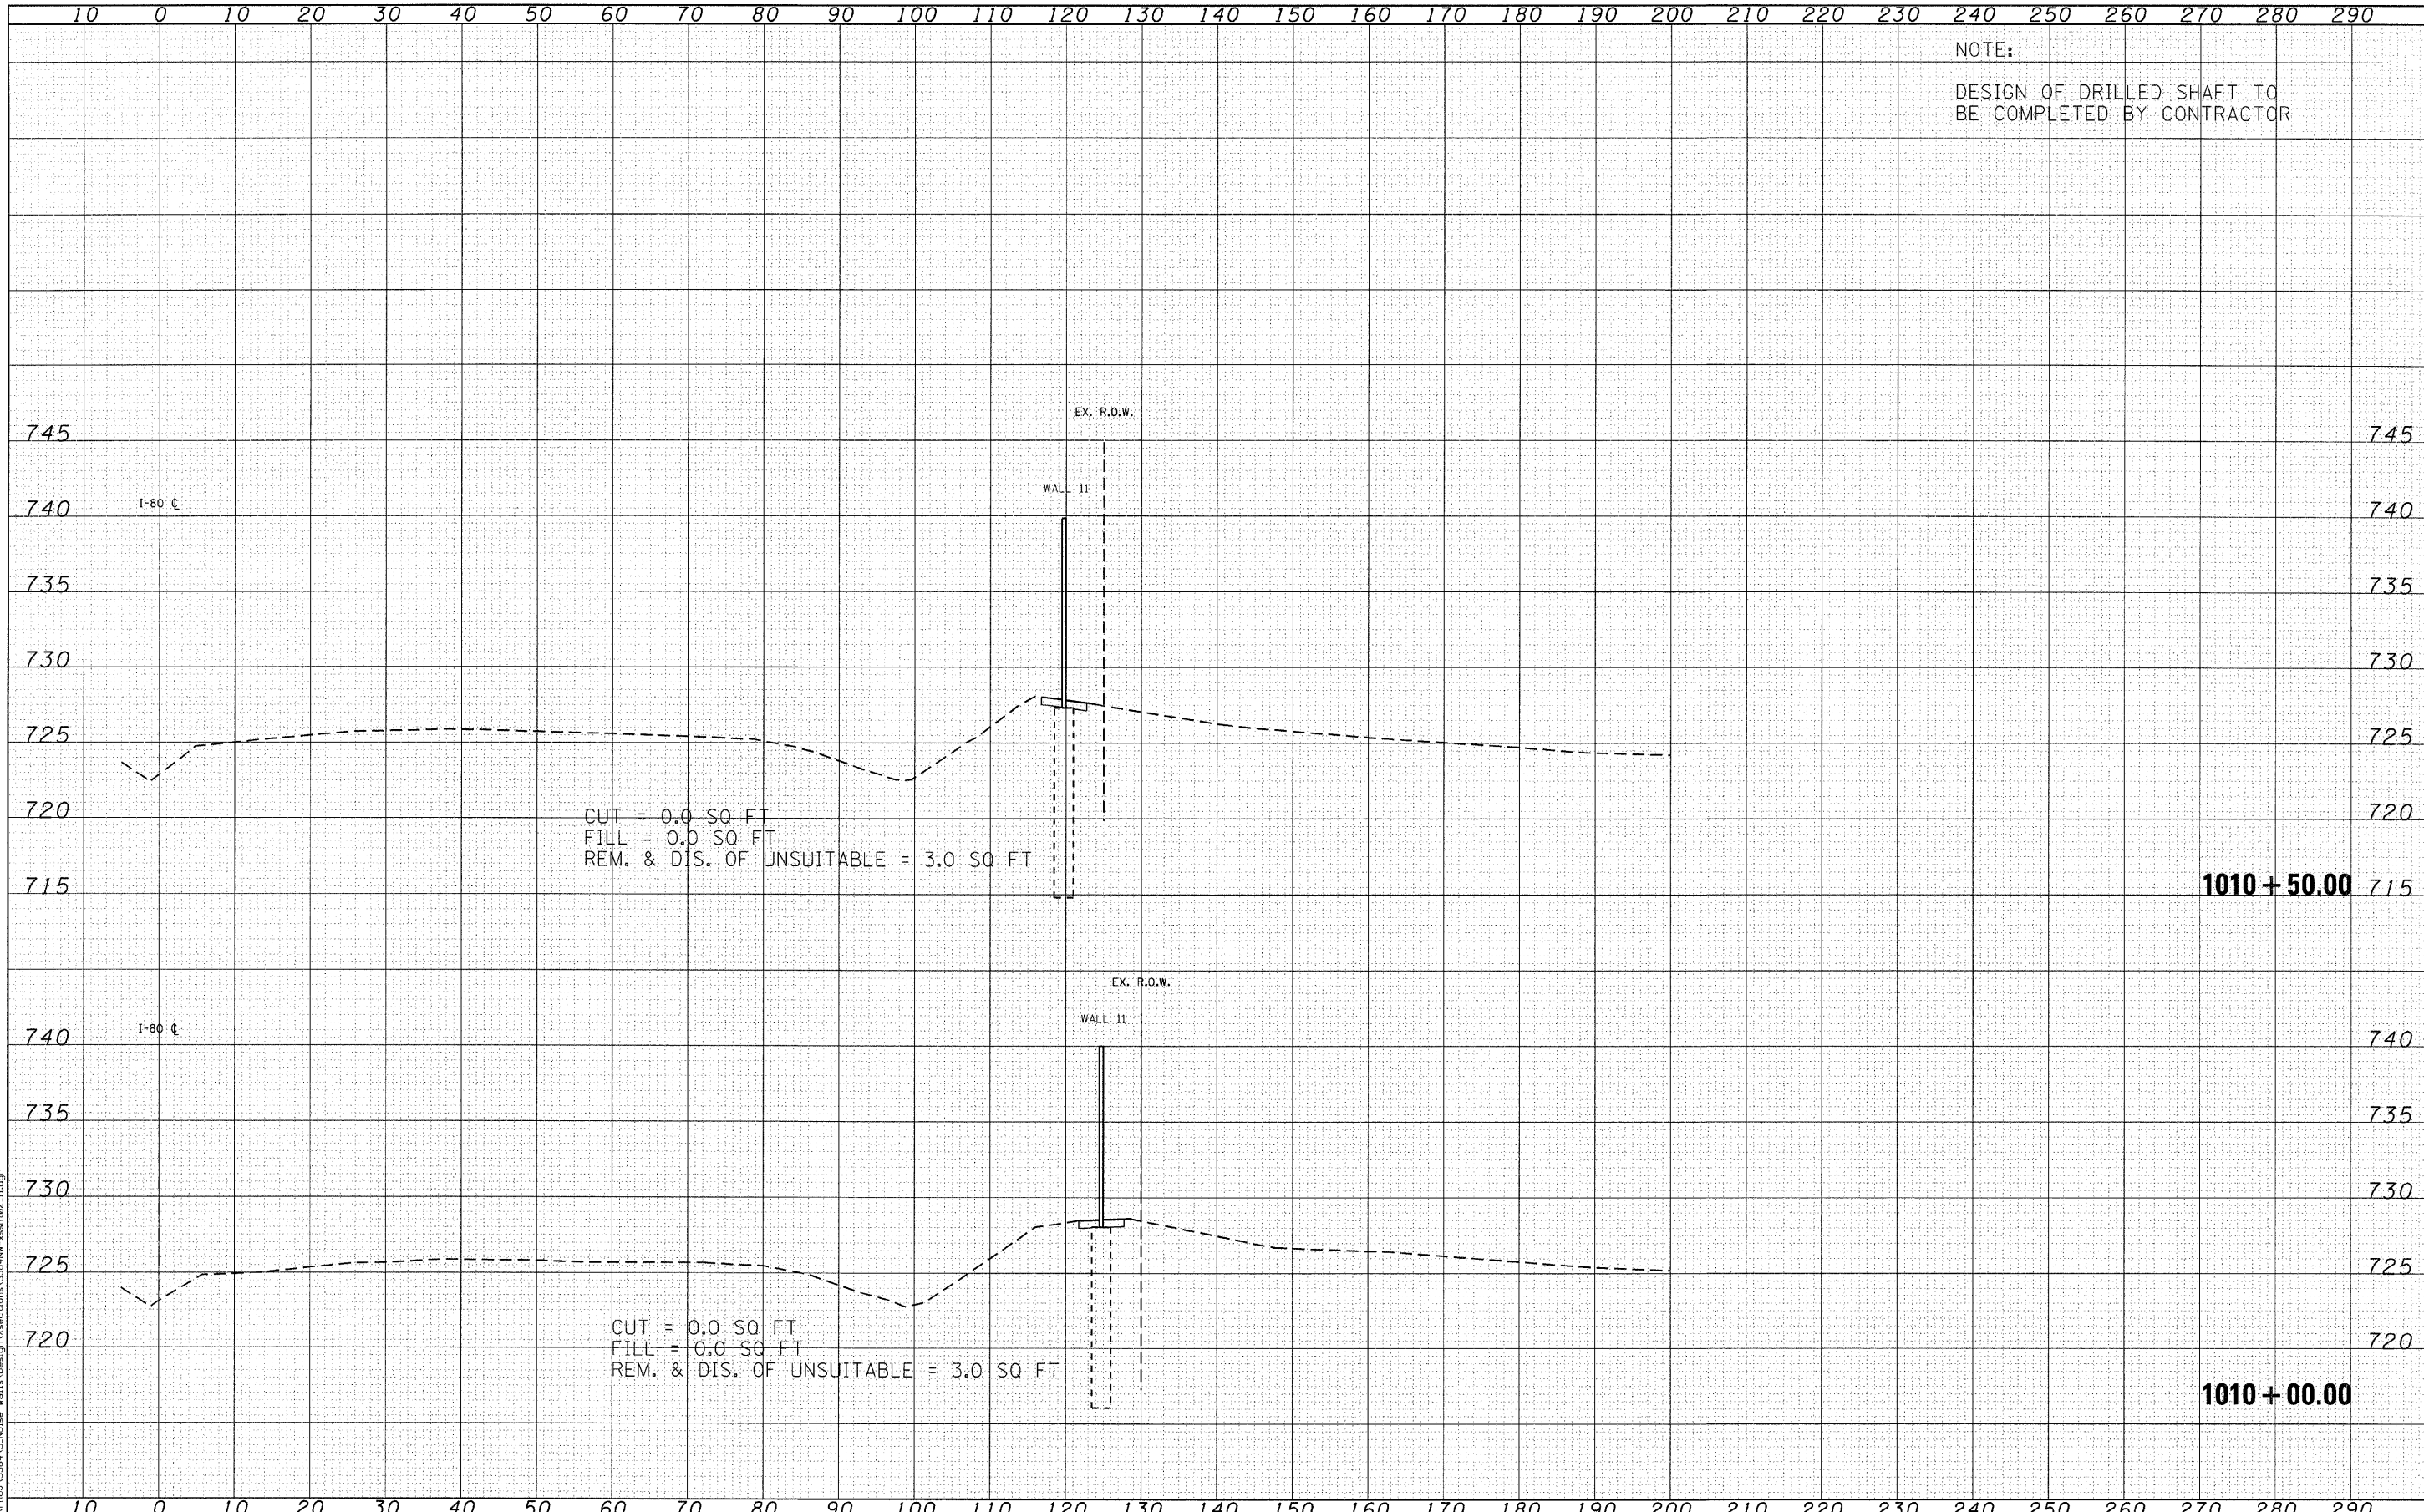 10 0 10 20 30 40 50 60 70 80 90 100 110 120 130 140 150 160 170 180 190 200 210 220 230 240 250 260 270 280 290
NOTE:
DESIGN OF DRILLED SHAFT TO
BE COMPLETED BY CONTRACTOR
EX. R.O.W.
745 745
WALL 11
I-80 ℄
740 740
735 735
730 730
725 725
720 720
CUT = 0.0 SQ FT
FILL = 0.0 SQ FT
REM. & DIS. OF UNSUITABLE = 3.0 SQ FT
715 1010+50.00 715
EX. R.O.W.
WALL 11
I-80 ℄
740 740
735 735
730 730
725 725
CUT = 0.0 SQ FT
720 720
FILL = 0.0 SQ FT
REM. & DIS. OF UNSUITABLE = 3.0 SQ FT
1010+00.00
10 0 10 20 30 40 50 60 70 80 90 100 110 120 130 140 150 160 170 180 190 200 210 220 230 240 250 260 270 280 290